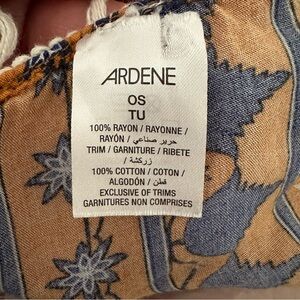 ARDENE
OS
TU
100% RAYON / RAYONNE /
RAYÓN / حرير صناعي /
TRIM / GARNITURE / RIBETE
/ زركشة /
100% COTTON / COTON /
ALGODÓN / قطن /
EXCLUSIVE OF TRIMS
GARNITURES NON COMPRISES